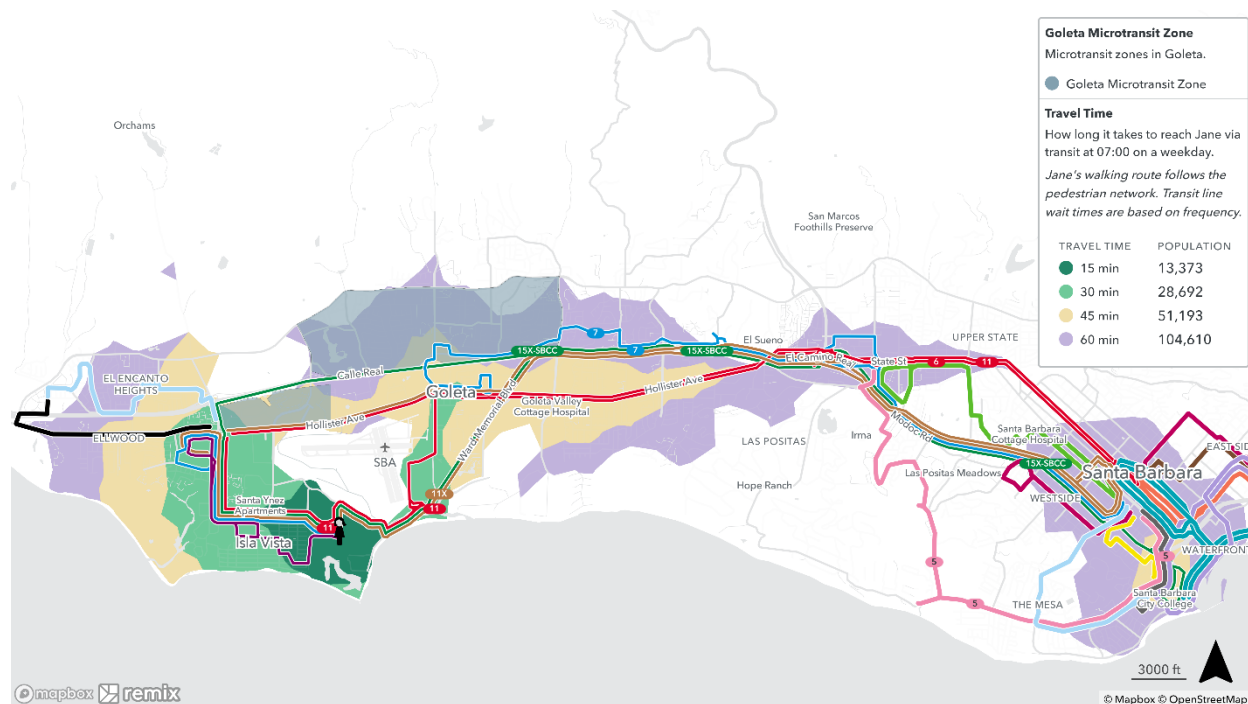 Goleta Microtransit Zone
Microtransit zones in Goleta.
Goleta Microtransit Zone
Travel Time
How long it takes to reach Jane via
transit at 07:00 on a weekday.
Jane's walking route follows the
pedestrian network. Transit line
wait times are based on frequency.
TRAVEL TIME POPULATION
15 min 13,373
30 min 28,692
45 min 51,193
60 min 104,610
Orchams
San Marcos
Foothills Preserve
7
UPPER STATE
El Sueno
15X-SBCC
7
15X-SBCC
El Camino Rea
State St
6
11
Calle Real
EL ENCANTO
HEIGHTS
Goleta
Hollister Ave
Goleta Valley
Cottage Hospital
Hollister Ave
ELLWOOD
Ward Memorial Blvd
SBA
LAS POSITAS
Irma
Modoc Rd
Santa Barbara
Cottage Hospital
EAST SID
15X-SBCC
Las Positas Meadows
Santa Barbara
Hope Ranch
WESTSIDE
11X
11
Santa Ynez
Apartments
11
Isla Vista
WATERFRONT
5
5
5
THE MESA
Santa Barbara
City College
3000 ft
mapbox remix
© Mapbox © OpenStreetMap